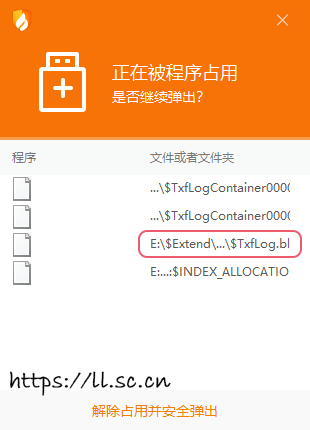 正在被程序占用
是否继续弹出？
程序 文件或者文件夹
...\$TxfLogContainer000(
...\$TxfLogContainer000(
E:\$Extend\...\$TxfLog.bl
E:...:$INDEX_ALLOCATIO
https://ll.sc.cn
解除占用并安全弹出